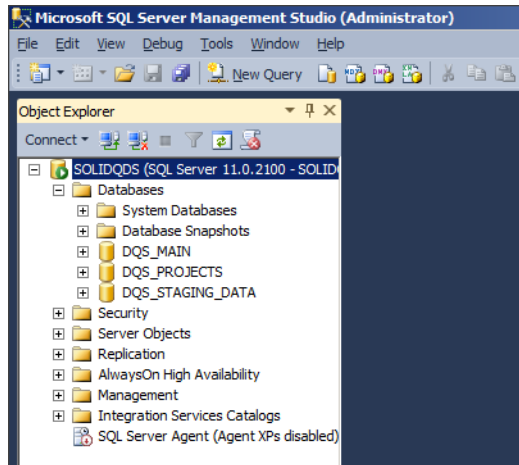 Microsoft SQL Server Management Studio (Administrator)
File Edit View Debug Tools Window Help
New Query
Object Explorer
Connect
SOLIDQDS (SQL Server 11.0.2100 - SOLID
Databases
System Databases
Database Snapshots
DQS_MAIN
DQS_PROJECTS
DQS_STAGING_DATA
Security
Server Objects
Replication
AlwaysOn High Availability
Management
Integration Services Catalogs
SQL Server Agent (Agent XPs disabled)